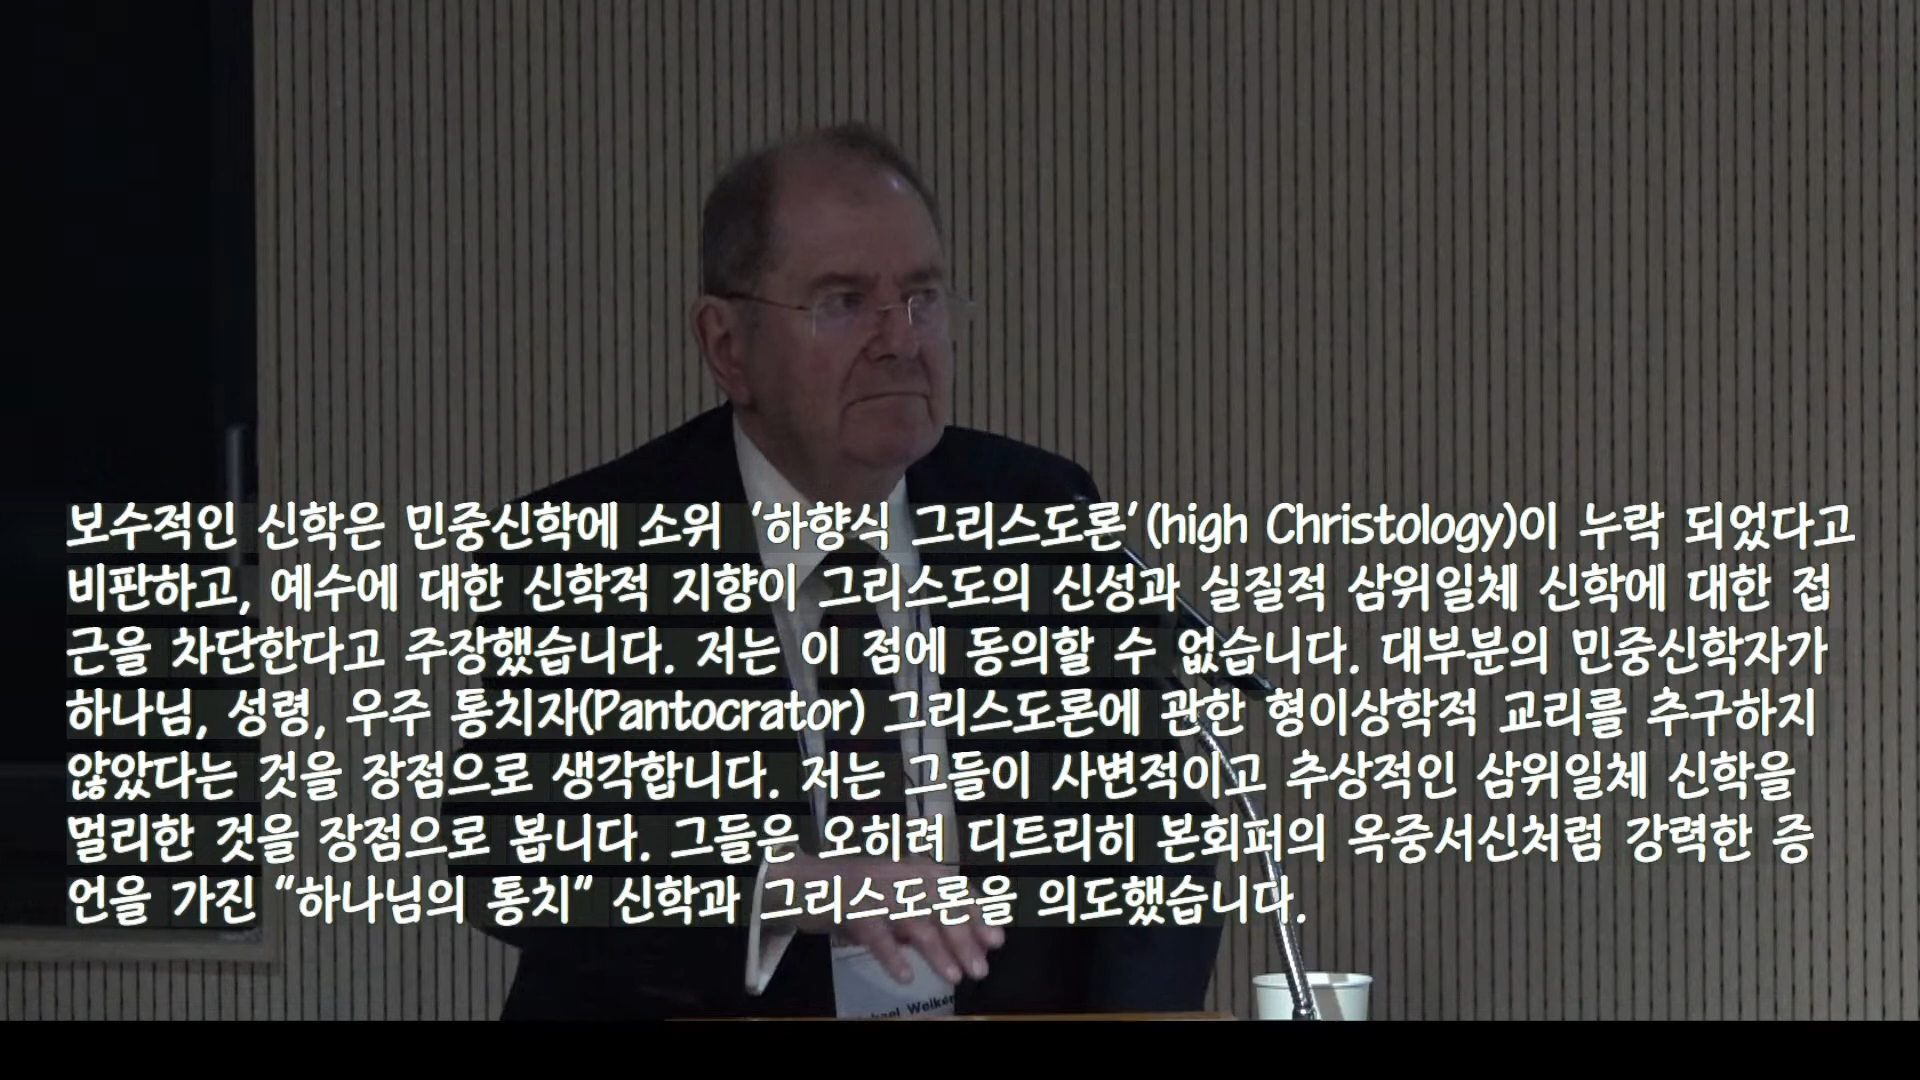 보수적인 신학은 민중신학에 소위 ‘하향식 그리스도론’(high Christology)이 누락 되었다고
비판하고, 예수에 대한 신학적 지향이 그리스도의 신성과 실질적 삼위일체 신학에 대한 접
근을 차단한다고 주장했습니다. 저는 이 점에 동의할 수 없습니다. 대부분의 민중신학자가
하나님, 성령, 우주 통치자(Pantocrator) 그리스도론에 관한 형이상학적 교리를 추구하지
않았다는 것을 장점으로 생각합니다. 저는 그들이 사변적이고 추상적인 삼위일체 신학을
멀리한 것을 장점으로 봅니다. 그들은 오히려 디트리히 본회퍼의 옥중서신처럼 강력한 증
언을 가진 “하나님의 통치” 신학과 그리스도론을 의도했습니다.